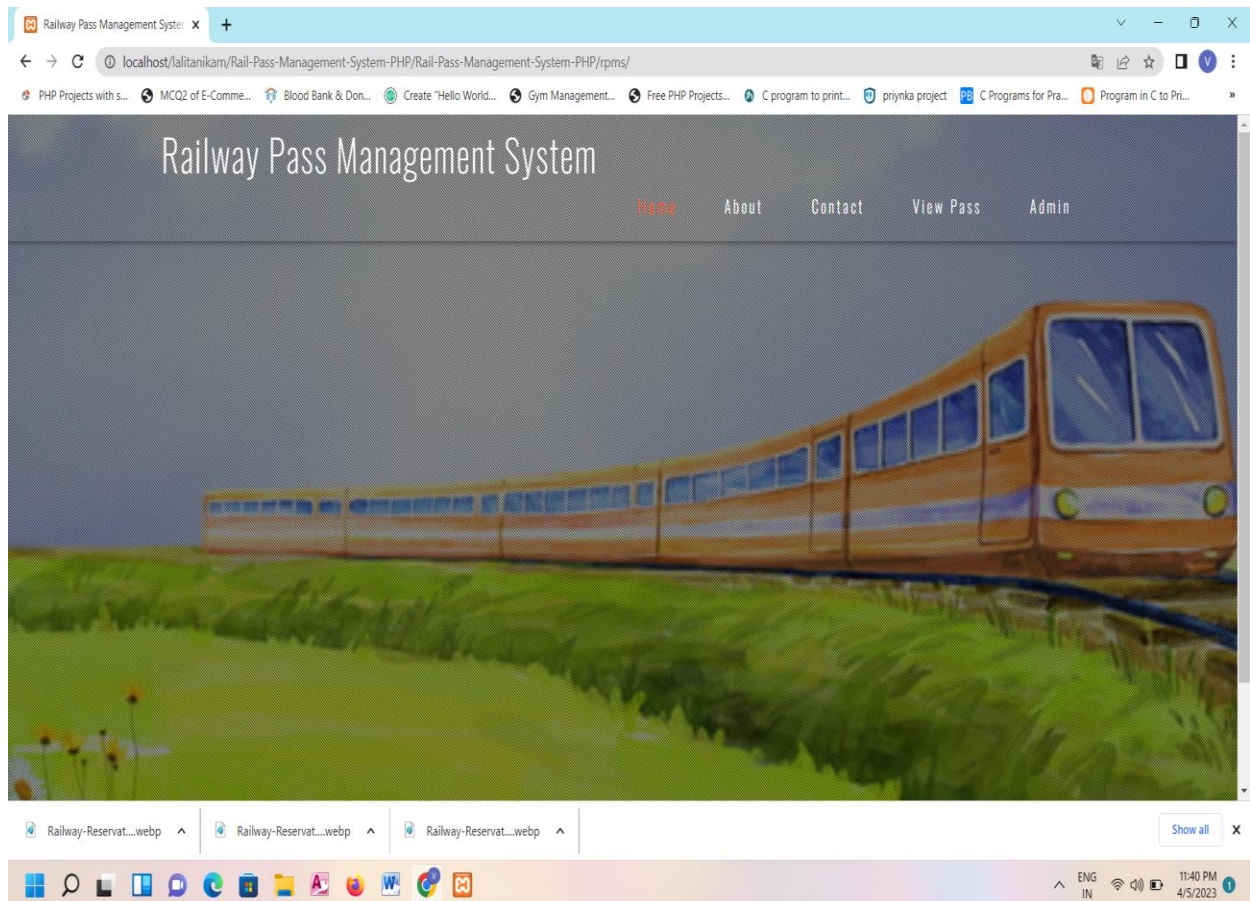 Railway Pass Management Syster
localhost/lalitanikam/Rail-Pass-Management-System-PHP/Rail-Pass-Management-System-PHP/rpms/
V
PHP Projects with s... MCQ2 of E-Comme... Blood Bank & Don... Create "Hello World... Gym Management... Free PHP Projects... C program to print... priynka project PB C Programs for Pra... Program in C to Pri... »
Railway Pass Management System
Home About Contact View Pass Admin
Railway-Reservat....webp Railway-Reservat....webp Railway-Reservat....webp Show all X
ENG
IN
11:40 PM
4/5/2023
1